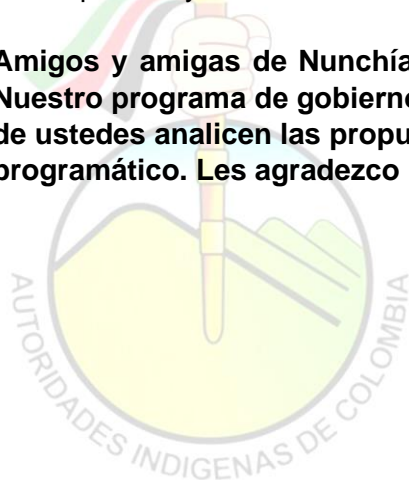 Amigos y amigas de Nunchía
Nuestro programa de gobierno
de ustedes analicen las propu
programático. Les agradezco
AUTORIDADES INDIGENAS DE COLOMBIA